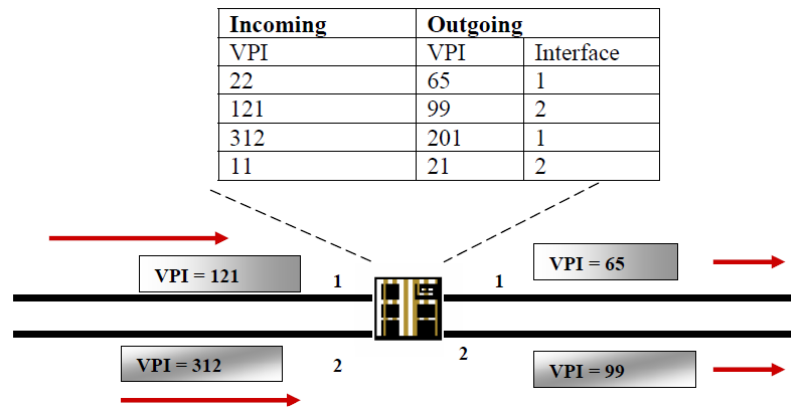 Incoming Outgoing
VPI VPI Interface
22 65 1
121 99 2
312 201 1
11 21 2
VPI = 121 1 1 VPI = 65
VPI = 312 2 2 VPI = 99